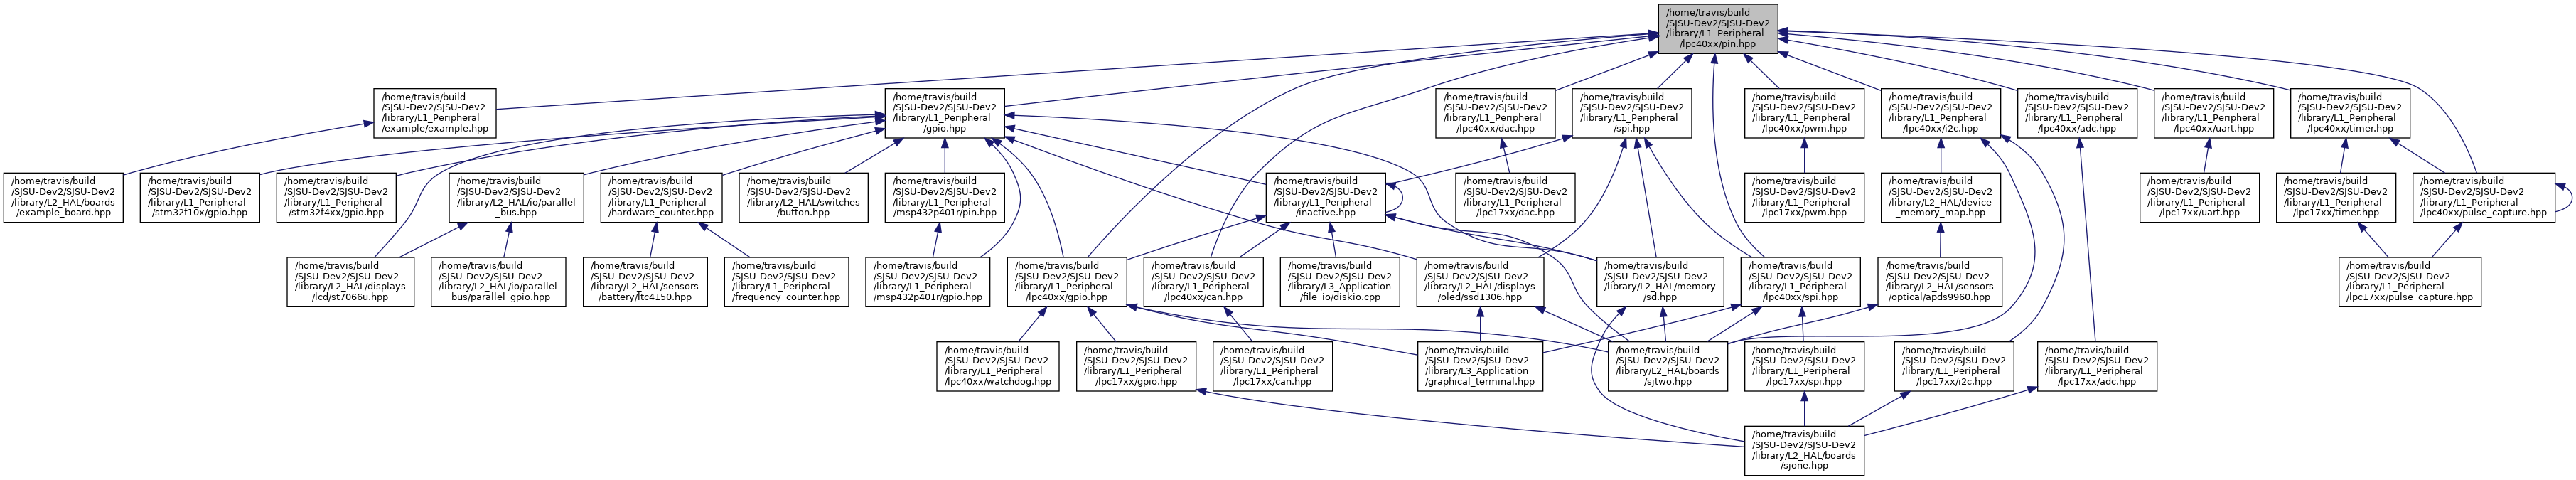 /home/travis/build
/SJSU-Dev2/SJSU-Dev2
/library/L1_Peripheral
/lpc40xx/pin.hpp
/home/travis/build
/SJSU-Dev2/SJSU-Dev2
/library/L1_Peripheral
/example/example.hpp
/home/travis/build
/SJSU-Dev2/SJSU-Dev2
/library/L1_Peripheral
/gpio.hpp
/home/travis/build
/SJSU-Dev2/SJSU-Dev2
/library/L1_Peripheral
/lpc40xx/dac.hpp
/home/travis/build
/SJSU-Dev2/SJSU-Dev2
/library/L1_Peripheral
/spi.hpp
/home/travis/build
/SJSU-Dev2/SJSU-Dev2
/library/L1_Peripheral
/lpc40xx/pwm.hpp
/home/travis/build
/SJSU-Dev2/SJSU-Dev2
/library/L1_Peripheral
/lpc40xx/i2c.hpp
/home/travis/build
/SJSU-Dev2/SJSU-Dev2
/library/L1_Peripheral
/lpc40xx/adc.hpp
/home/travis/build
/SJSU-Dev2/SJSU-Dev2
/library/L1_Peripheral
/lpc40xx/uart.hpp
/home/travis/build
/SJSU-Dev2/SJSU-Dev2
/library/L1_Peripheral
/lpc40xx/timer.hpp
/home/travis/build
/SJSU-Dev2/SJSU-Dev2
/library/L2_HAL/boards
/example_board.hpp
/home/travis/build
/SJSU-Dev2/SJSU-Dev2
/library/L1_Peripheral
/stm32f10x/gpio.hpp
/home/travis/build
/SJSU-Dev2/SJSU-Dev2
/library/L1_Peripheral
/stm32f4xx/gpio.hpp
/home/travis/build
/SJSU-Dev2/SJSU-Dev2
/library/L2_HAL/io/parallel
_bus.hpp
/home/travis/build
/SJSU-Dev2/SJSU-Dev2
/library/L1_Peripheral
/hardware_counter.hpp
/home/travis/build
/SJSU-Dev2/SJSU-Dev2
/library/L2_HAL/switches
/button.hpp
/home/travis/build
/SJSU-Dev2/SJSU-Dev2
/library/L1_Peripheral
/msp432p401r/pin.hpp
/home/travis/build
/SJSU-Dev2/SJSU-Dev2
/library/L1_Peripheral
/inactive.hpp
/home/travis/build
/SJSU-Dev2/SJSU-Dev2
/library/L1_Peripheral
/lpc17xx/dac.hpp
/home/travis/build
/SJSU-Dev2/SJSU-Dev2
/library/L1_Peripheral
/lpc17xx/pwm.hpp
/home/travis/build
/SJSU-Dev2/SJSU-Dev2
/library/L2_HAL/device
_memory_map.hpp
/home/travis/build
/SJSU-Dev2/SJSU-Dev2
/library/L1_Peripheral
/lpc17xx/uart.hpp
/home/travis/build
/SJSU-Dev2/SJSU-Dev2
/library/L1_Peripheral
/lpc17xx/timer.hpp
/home/travis/build
/SJSU-Dev2/SJSU-Dev2
/library/L1_Peripheral
/lpc40xx/pulse_capture.hpp
/home/travis/build
/SJSU-Dev2/SJSU-Dev2
/library/L2_HAL/displays
/lcd/st7066u.hpp
/home/travis/build
/SJSU-Dev2/SJSU-Dev2
/library/L2_HAL/io/parallel
_bus/parallel_gpio.hpp
/home/travis/build
/SJSU-Dev2/SJSU-Dev2
/library/L2_HAL/sensors
/battery/ltc4150.hpp
/home/travis/build
/SJSU-Dev2/SJSU-Dev2
/library/L1_Peripheral
/frequency_counter.hpp
/home/travis/build
/SJSU-Dev2/SJSU-Dev2
/library/L1_Peripheral
/msp432p401r/gpio.hpp
/home/travis/build
/SJSU-Dev2/SJSU-Dev2
/library/L1_Peripheral
/lpc40xx/gpio.hpp
/home/travis/build
/SJSU-Dev2/SJSU-Dev2
/library/L1_Peripheral
/lpc40xx/can.hpp
/home/travis/build
/SJSU-Dev2/SJSU-Dev2
/library/L3_Application
/file_io/diskio.cpp
/home/travis/build
/SJSU-Dev2/SJSU-Dev2
/library/L2_HAL/displays
/oled/ssd1306.hpp
/home/travis/build
/SJSU-Dev2/SJSU-Dev2
/library/L2_HAL/memory
/sd.hpp
/home/travis/build
/SJSU-Dev2/SJSU-Dev2
/library/L1_Peripheral
/lpc40xx/spi.hpp
/home/travis/build
/SJSU-Dev2/SJSU-Dev2
/library/L2_HAL/sensors
/optical/apds9960.hpp
/home/travis/build
/SJSU-Dev2/SJSU-Dev2
/library/L1_Peripheral
/lpc17xx/pulse_capture.hpp
/home/travis/build
/SJSU-Dev2/SJSU-Dev2
/library/L1_Peripheral
/lpc40xx/watchdog.hpp
/home/travis/build
/SJSU-Dev2/SJSU-Dev2
/library/L1_Peripheral
/lpc17xx/gpio.hpp
/home/travis/build
/SJSU-Dev2/SJSU-Dev2
/library/L1_Peripheral
/lpc17xx/can.hpp
/home/travis/build
/SJSU-Dev2/SJSU-Dev2
/library/L3_Application
/graphical_terminal.hpp
/home/travis/build
/SJSU-Dev2/SJSU-Dev2
/library/L2_HAL/boards
/sjtwo.hpp
/home/travis/build
/SJSU-Dev2/SJSU-Dev2
/library/L1_Peripheral
/lpc17xx/spi.hpp
/home/travis/build
/SJSU-Dev2/SJSU-Dev2
/library/L1_Peripheral
/lpc17xx/i2c.hpp
/home/travis/build
/SJSU-Dev2/SJSU-Dev2
/library/L1_Peripheral
/lpc17xx/adc.hpp
/home/travis/build
/SJSU-Dev2/SJSU-Dev2
/library/L2_HAL/boards
/sjone.hpp